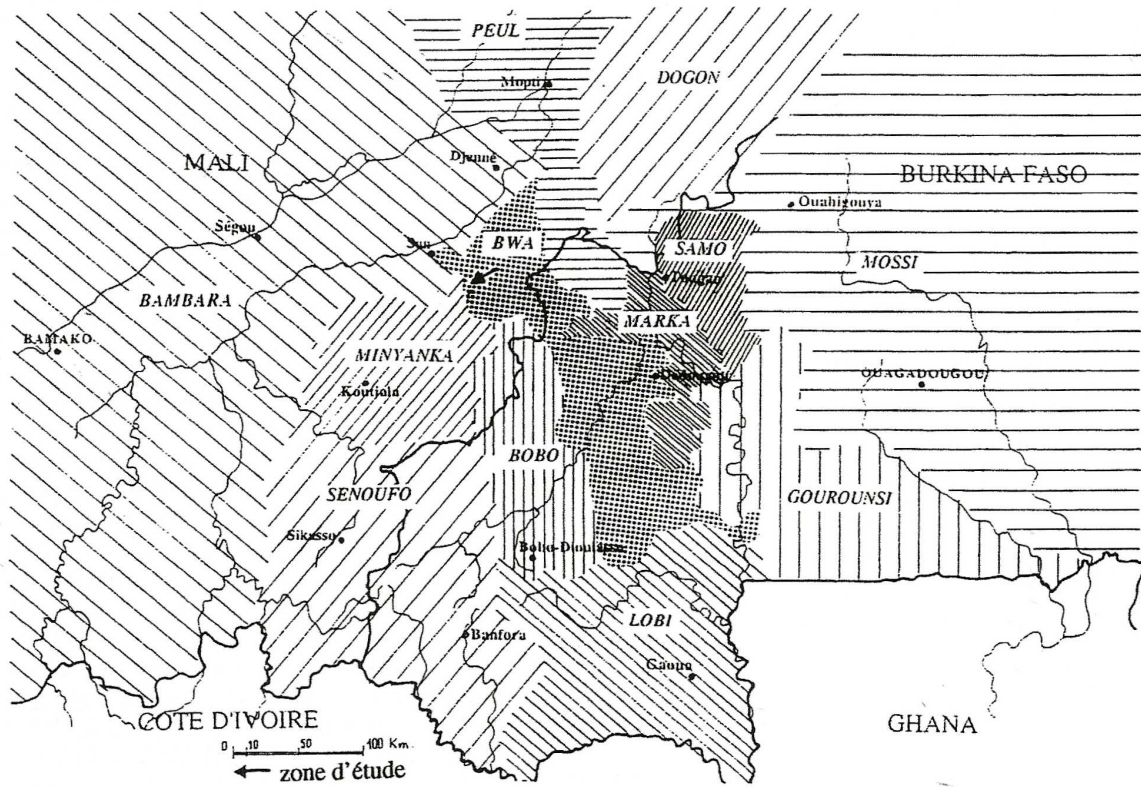 PEUL
Mopti
DOGON
MALI
Djenné
BURKINA FASO
Ouahigouya
Ségou
BWA
SAMO
MOSSI
BAMBARA
BAMAKO
MARKA
MINYANKA
Koutiala
OUAGADOUGOU
BOBO
SENOUFO
GOUROUNSI
Sikasso
Bobo-Dioulasso
LOBI
Banfora
Gaoua
COTE D'IVOIRE
GHANA
0 10 50 100 Km.
zone d'étude